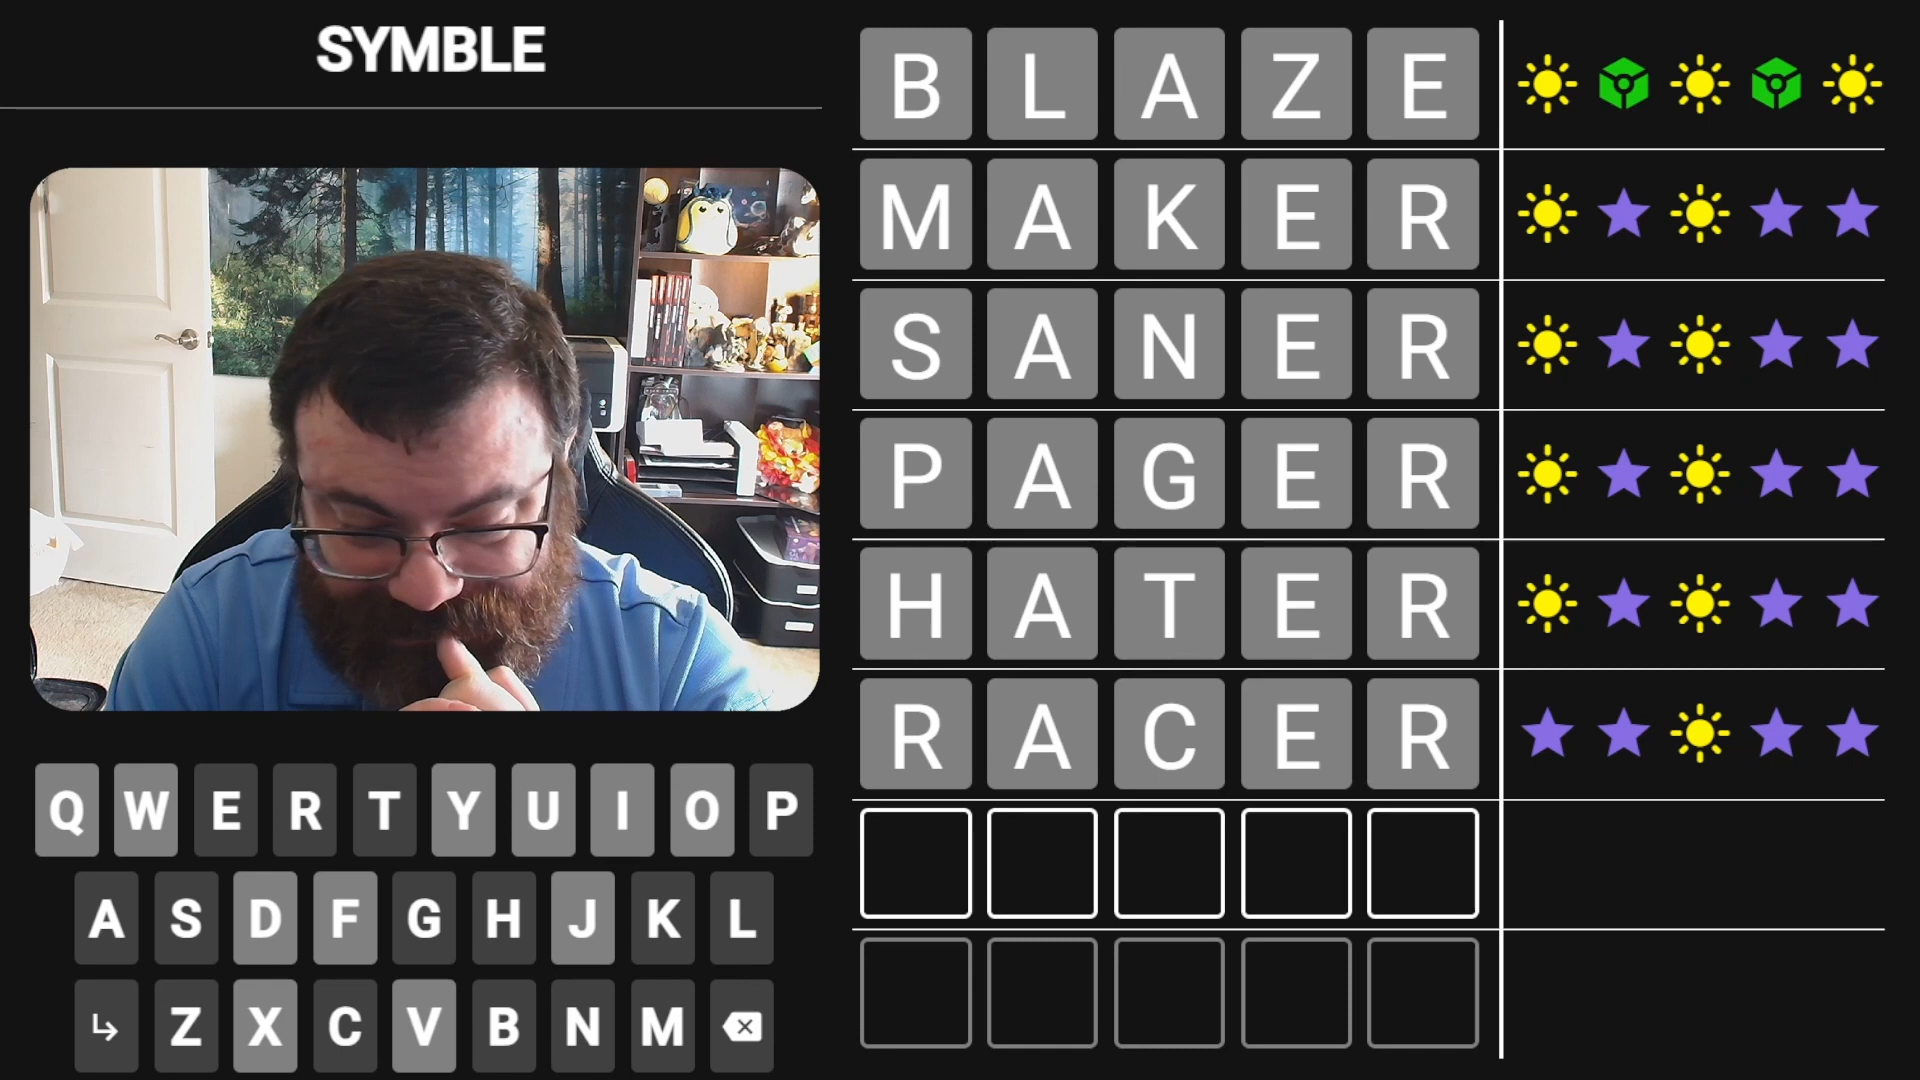 SYMBLE
B L A Z E
M A K E R
S A N E R
P A G E R
H A T E R
R A C E R
Q W E R T Y U I O P
A S D F G H J K L
Z X C V B N M